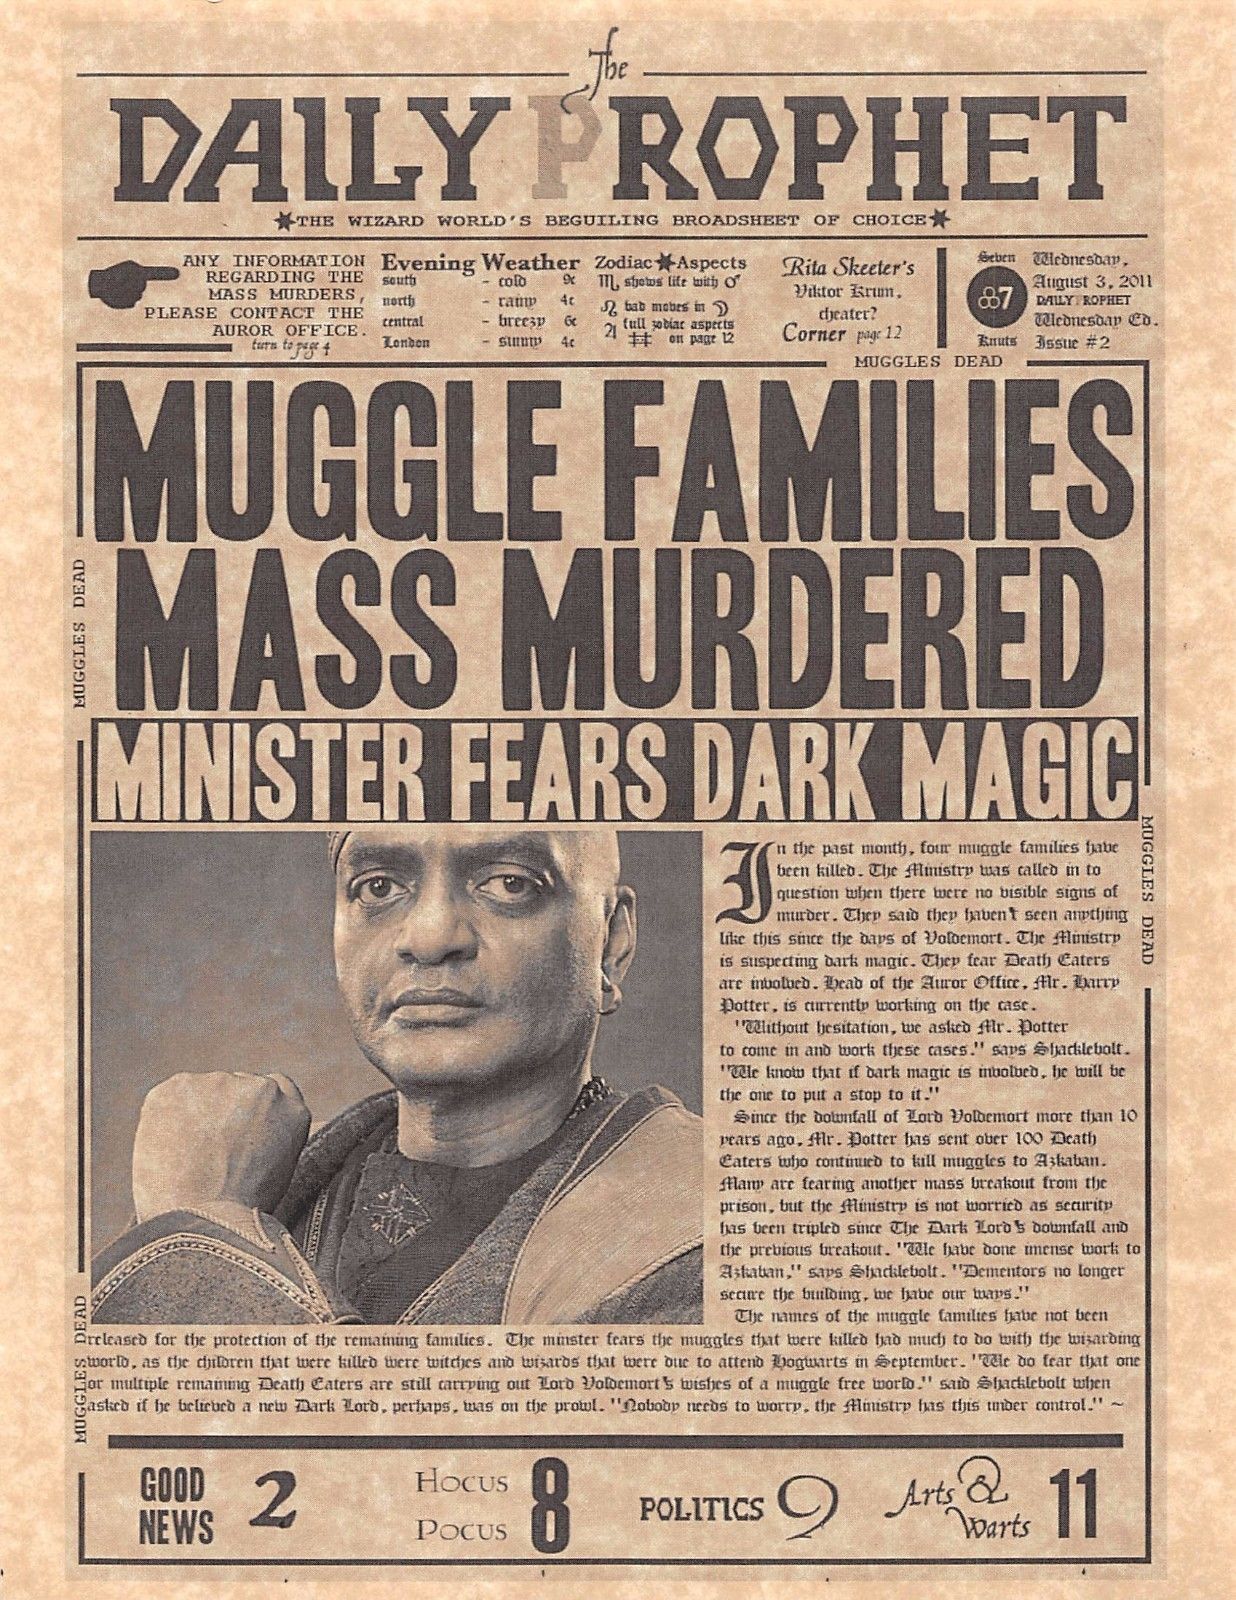 The
DAILY PROPHET
THE WIZARD WORLD'S BEGUILING BROADSHEET OF CHOICE
ANY INFORMATION
REGARDING THE
MASS MURDERS,
PLEASE CONTACT THE
AUROR OFFICE.
turn to page 4
Evening Weather
south - cold 9c
north - rainy 4c
central - breezy 6c
London - sunny 4c
Zodiac Aspects
♏ shows life with ♂
♌ bad moves in ☽
♃ full zodiac aspects
on page 12
Rita Skeeter's
Viktor Krum,
cheater?
Corner page 12
Seven
7
Knuts
Wednesday,
August 3, 2011
DAILY PROPHET
Wednesday Ed.
Issue #2
MUGGLES DEAD
MUGGLE FAMILIES
MASS MURDERED
MUGGLES DEAD
MINISTER FEARS DARK MAGIC
MUGGLES DEAD
In the past month, four muggle families have
been killed. The Ministry was called in to
question when there were no visible signs of
murder. They said they haven't seen anything
like this since the days of Voldemort. The Ministry
is suspecting dark magic. They fear Death Eaters
are involved. Head of the Auror Office, Mr. Harry
Potter, is currently working on the case.
"Without hesitation, we asked Mr. Potter
to come in and work these cases." says Shacklebolt.
"We know that if dark magic is involved, he will be
the one to put a stop to it."
Since the downfall of Lord Voldemort more than 10
years ago, Mr. Potter has sent over 100 Death
Eaters who continued to kill muggles to Azkaban.
Many are fearing another mass breakout from the
prison, but the Ministry is not worried as security
has been tripled since The Dark Lord's downfall and
the previous breakout. "We have done imense work to
Azkaban," says Shacklebolt. "Dementors no longer
secure the building, we have our ways."
The names of the muggle families have not been
released for the protection of the remaining families. The minster fears the muggles that were killed had much to do with the wizarding
world, as the children that were killed were witches and wizards that were due to attend Hogwarts in September. "We do fear that one
or multiple remaining Death Eaters are still carrying out Lord Voldemort's wishes of a muggle free world." said Shacklebolt when
asked if he believed a new Dark Lord, perhaps, was on the prowl. "Nobody needs to worry, the Ministry has this under control." ~
MUGGLES DEAD
MUGGLES DEAD
GOOD
NEWS 2
HOCUS
POCUS 8
POLITICS 9
Arts &
Warts 11